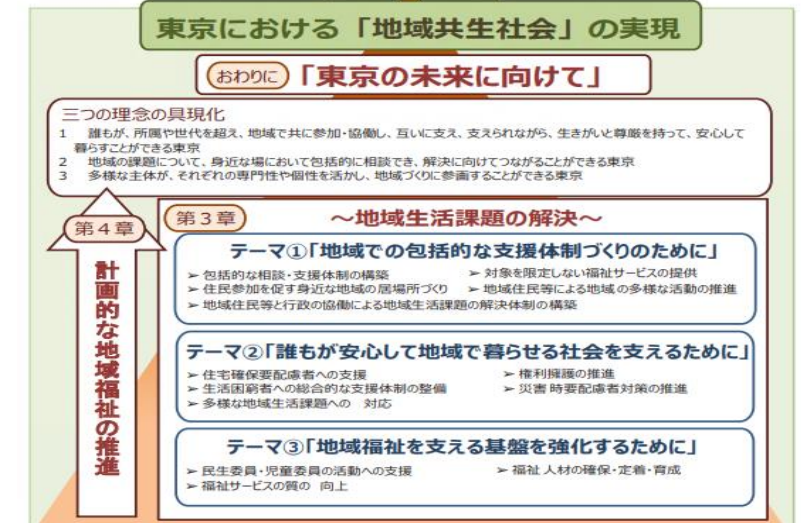 東京における「地域共生社会」の実現
おわりに 「東京の未来に向けて」
三つの理念の具現化
1 誰もが、所属や世代を超え、地域で共に参加・協働し、互いに支え、支えられながら、生きがいと尊厳を持って、安心して
暮らすことができる東京
2 地域の課題について、身近な場において包括的に相談でき、解決に向けてつながることができる東京
3 多様な主体が、それぞれの専門性や個性を活かし、地域づくりに参画することができる東京
第4章
計画的な地域福祉の推進
第3章 ～地域生活課題の解決～
テーマ①「地域での包括的な支援体制づくりのために」
➢ 包括的な相談・支援体制の構築 ➢ 対象を限定しない福祉サービスの提供
➢ 住民参加を促す身近な地域の居場所づくり ➢ 地域住民等による地域の多様な活動の推進
➢ 地域住民等と行政の協働による地域生活課題の解決体制の構築
テーマ②「誰もが安心して地域で暮らせる社会を支えるために」
➢ 住宅確保要配慮者への支援 ➢ 権利擁護の推進
➢ 生活困窮者への総合的な支援体制の整備 ➢ 災害時要配慮者対策の推進
➢ 多様な地域生活課題への 対応
テーマ③「地域福祉を支える基盤を強化するために」
➢ 民生委員・児童委員の活動への支援 ➢ 福祉人材の確保・定着・育成
➢ 福祉サービスの質の 向上